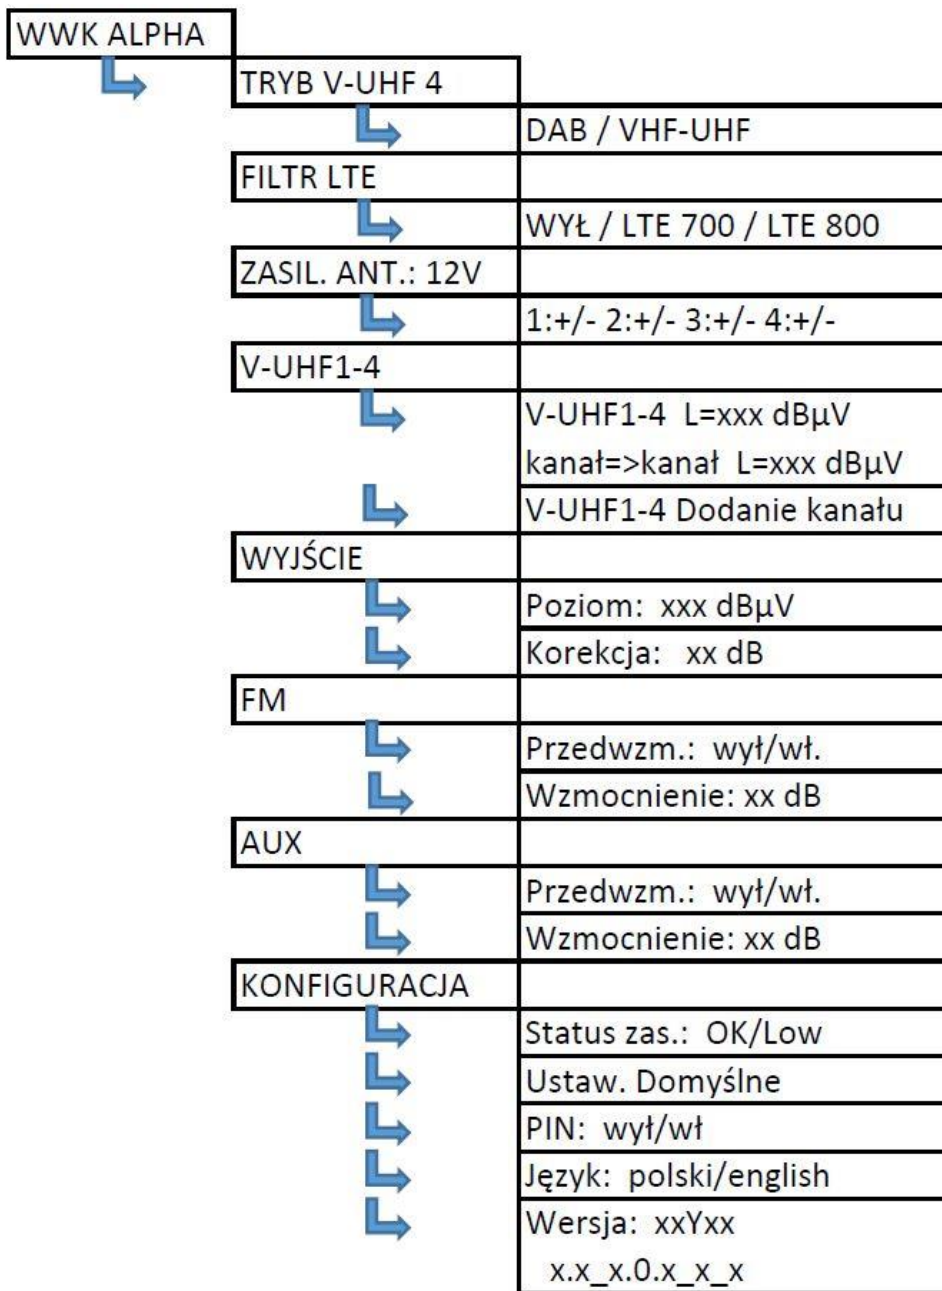 WWK ALPHA
TRYB V-UHF 4
DAB / VHF-UHF
FILTR LTE
WYŁ / LTE 700 / LTE 800
ZASIL. ANT.: 12V
1:+/- 2:+/- 3:+/- 4:+/-
V-UHF1-4
V-UHF1-4 L=xxx dBµV
kanał=>kanał L=xxx dBµV
V-UHF1-4 Dodanie kanału
WYJŚCIE
Poziom: xxx dBµV
Korekcja: xx dB
FM
Przedwzm.: wył/wł.
Wzmocnienie: xx dB
AUX
Przedwzm.: wył/wł.
Wzmocnienie: xx dB
KONFIGURACJA
Status zas.: OK/Low
Ustaw. Domyślne
PIN: wył/wł
Język: polski/english
Wersja: xxYxx
x.x_x.0.x_x_x